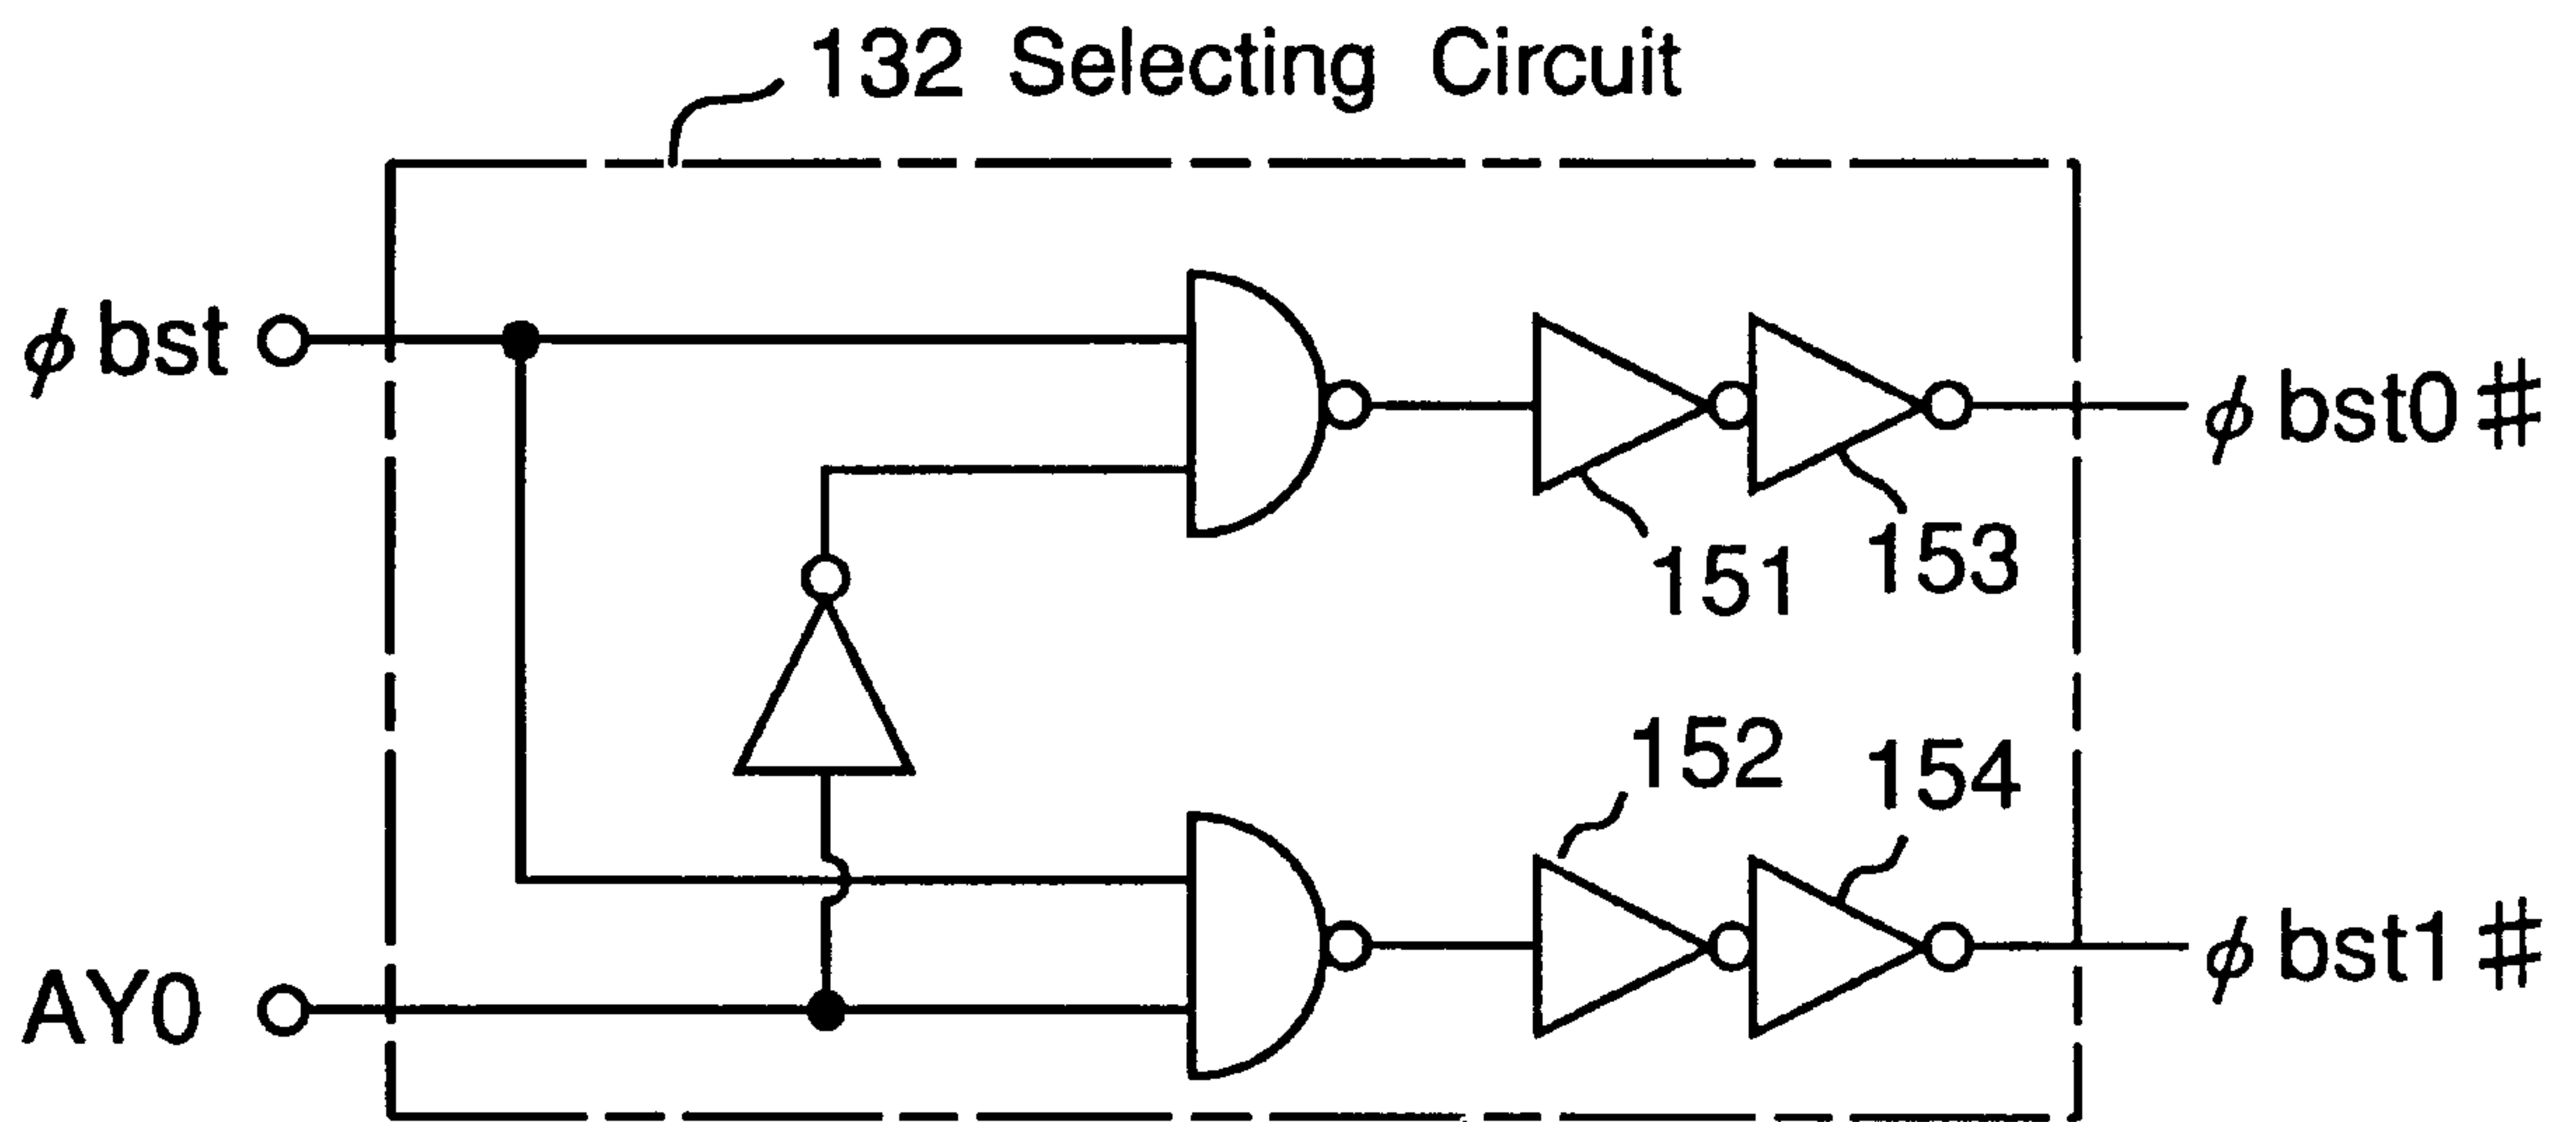 132 Selecting Circuit
ϕ bst
ϕ bst0 #
151
153
152
154
AY0
ϕ bst1 #